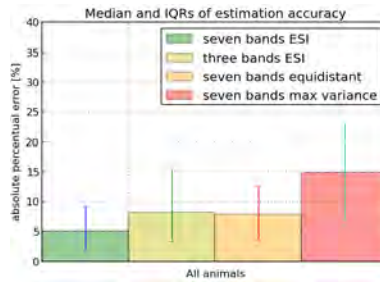 Median and IQRs of estimation accuracy
absolute percentual error [%]
40
35
30
25
20
15
10
5
0
seven bands ESI
three bands ESI
seven bands equidistant
seven bands max variance
All animals